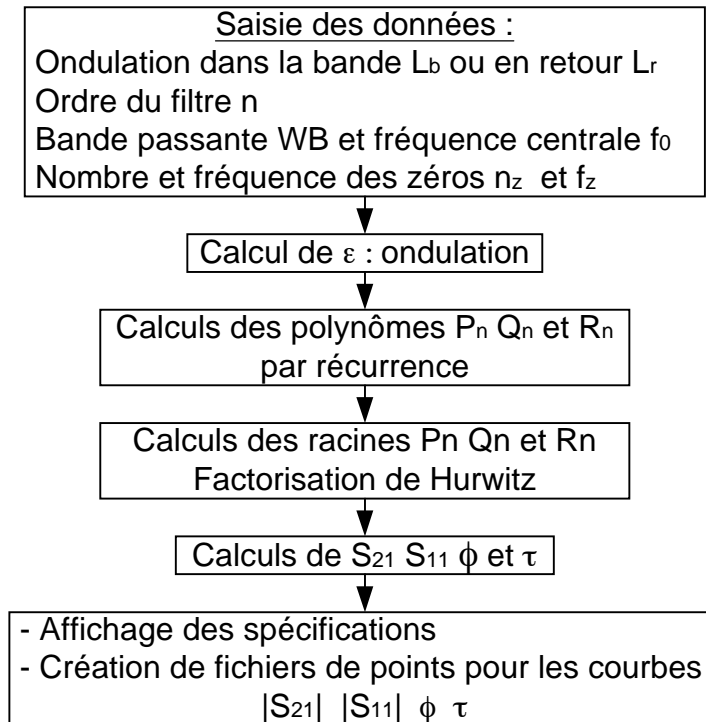 Saisie des données :
Ondulation dans la bande Lb ou en retour Lr
Ordre du filtre n
Bande passante WB et fréquence centrale f0
Nombre et fréquence des zéros nz et fz
Calcul de ε : ondulation
Calculs des polynômes Pn Qn et Rn
par récurrence
Calculs des racines Pn Qn et Rn
Factorisation de Hurwitz
Calculs de S21 S11 ϕ et τ
- Affichage des spécifications
- Création de fichiers de points pour les courbes
|S21| |S11| ϕ τ